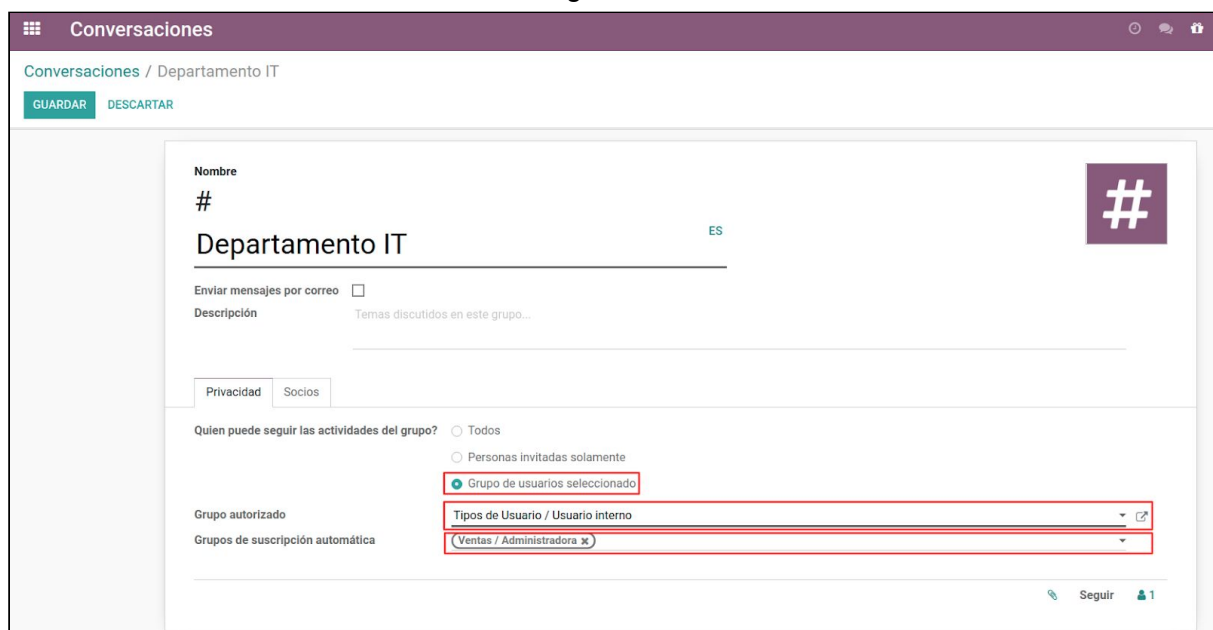 Conversaciones
Conversaciones / Departamento IT
GUARDAR DESCARTAR
Nombre
#
#
Departamento IT
ES
Enviar mensajes por correo
Descripción Temas discutidos en este grupo...
Privacidad Socios
Quien puede seguir las actividades del grupo? Todos
Personas invitadas solamente
Grupo de usuarios seleccionado
Grupo autorizado Tipos de Usuario / Usuario interno
Grupos de suscripción automática Ventas / Administradora x
Seguir 1